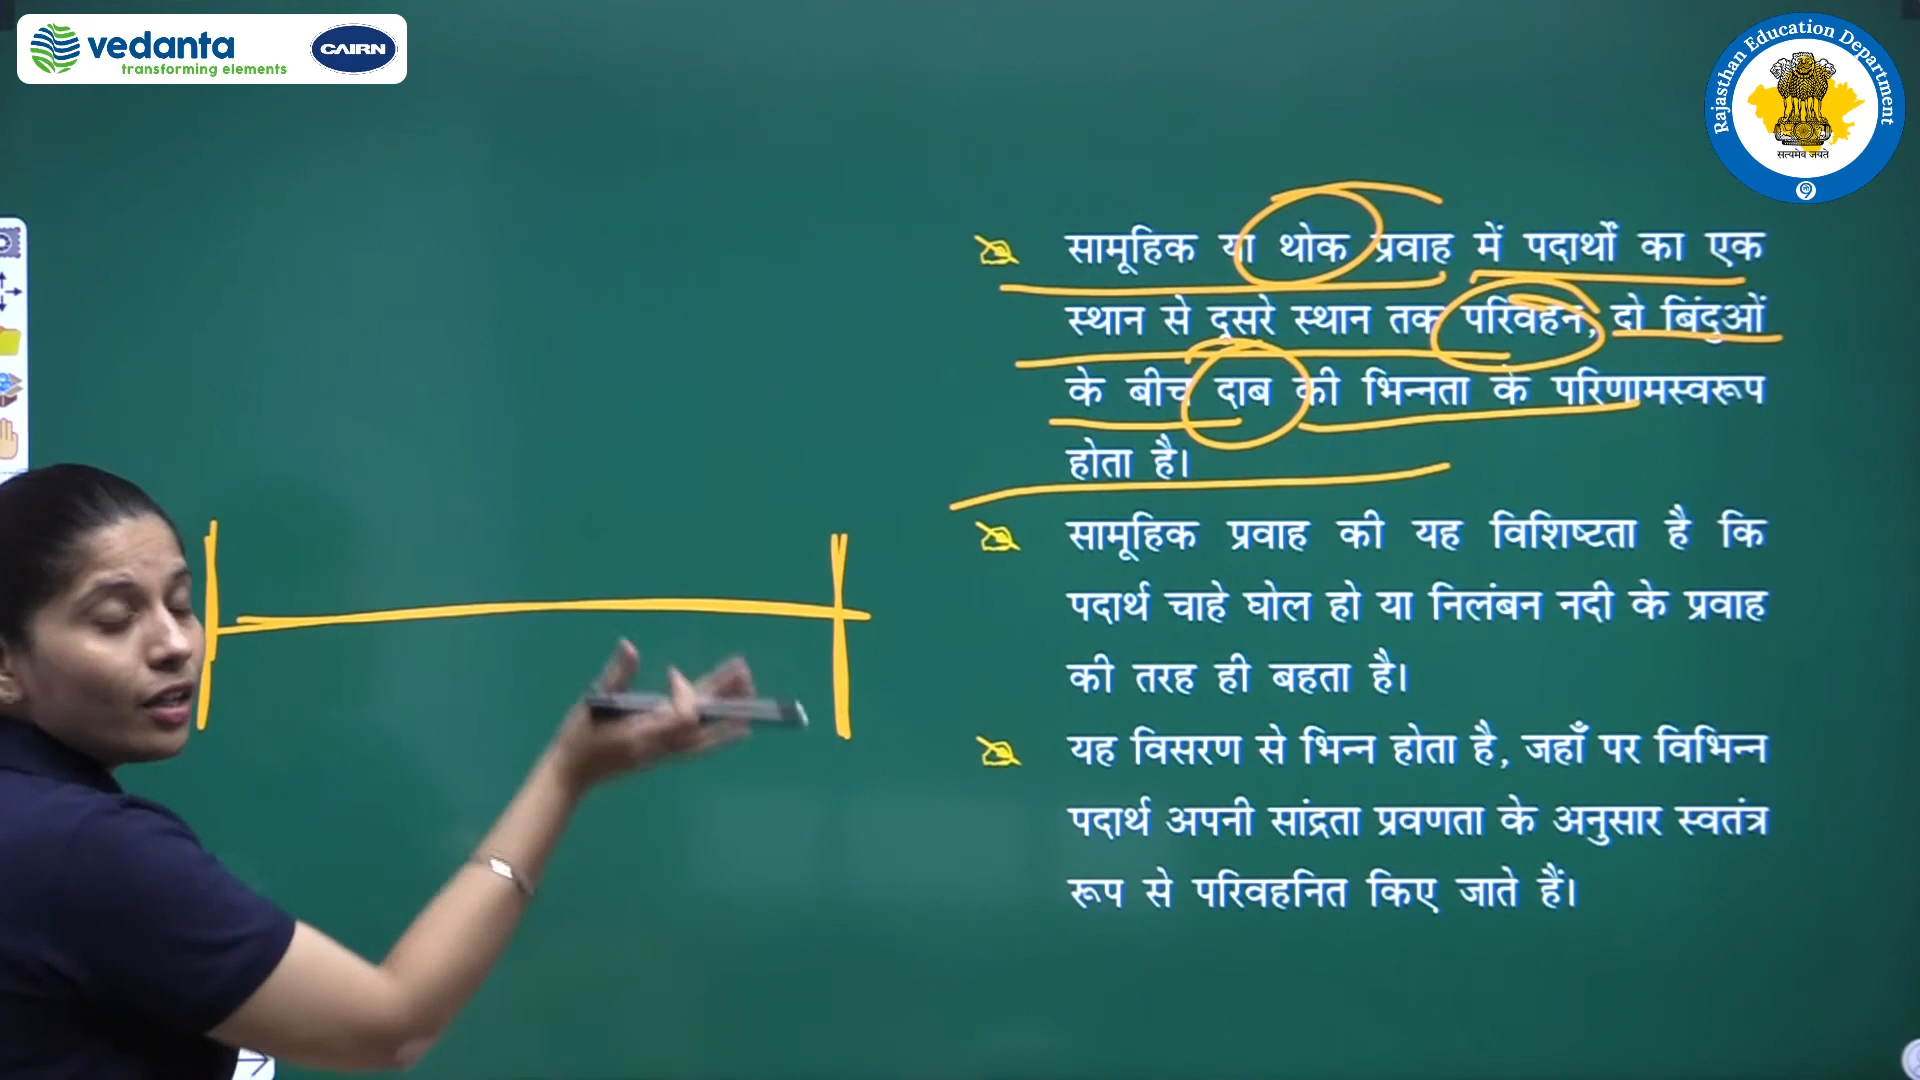 vedanta
transforming elements
CAIRN
Rajasthan Education Department
सत्यमेव जयते
सामूहिक या थोक प्रवाह में पदार्थों का एक
स्थान से दूसरे स्थान तक परिवहन, दो बिंदुओं
के बीच दाब की भिन्नता के परिणामस्वरूप
होता है।
सामूहिक प्रवाह की यह विशिष्टता है कि
पदार्थ चाहे घोल हो या निलंबन नदी के प्रवाह
की तरह ही बहता है।
यह विसरण से भिन्न होता है, जहाँ पर विभिन्न
पदार्थ अपनी सांद्रता प्रवणता के अनुसार स्वतंत्र
रूप से परिवहनित किए जाते हैं।